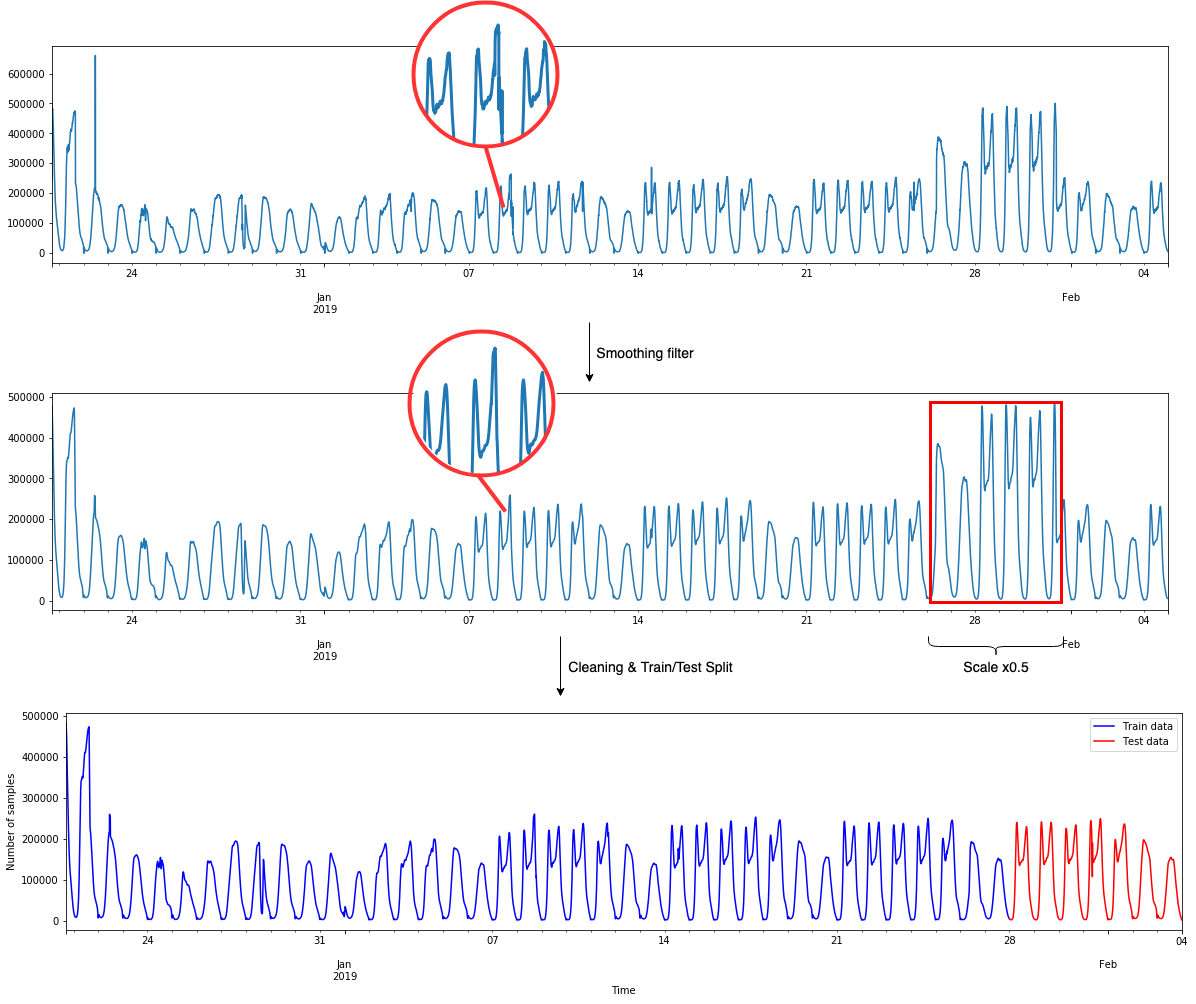 600000
500000
400000
300000
200000
100000
0
24 31 07 14 21 28 04
Jan Feb
2019
Smoothing filter
500000
400000
300000
200000
100000
0
24 31 07 14 21 28 04
Jan Feb
2019
Cleaning & Train/Test Split
Scale x0.5
500000
400000
300000
200000
100000
0
Number of samples
Train data
Test data
24 31 07 14 21 28 04
Jan Feb
2019
Time